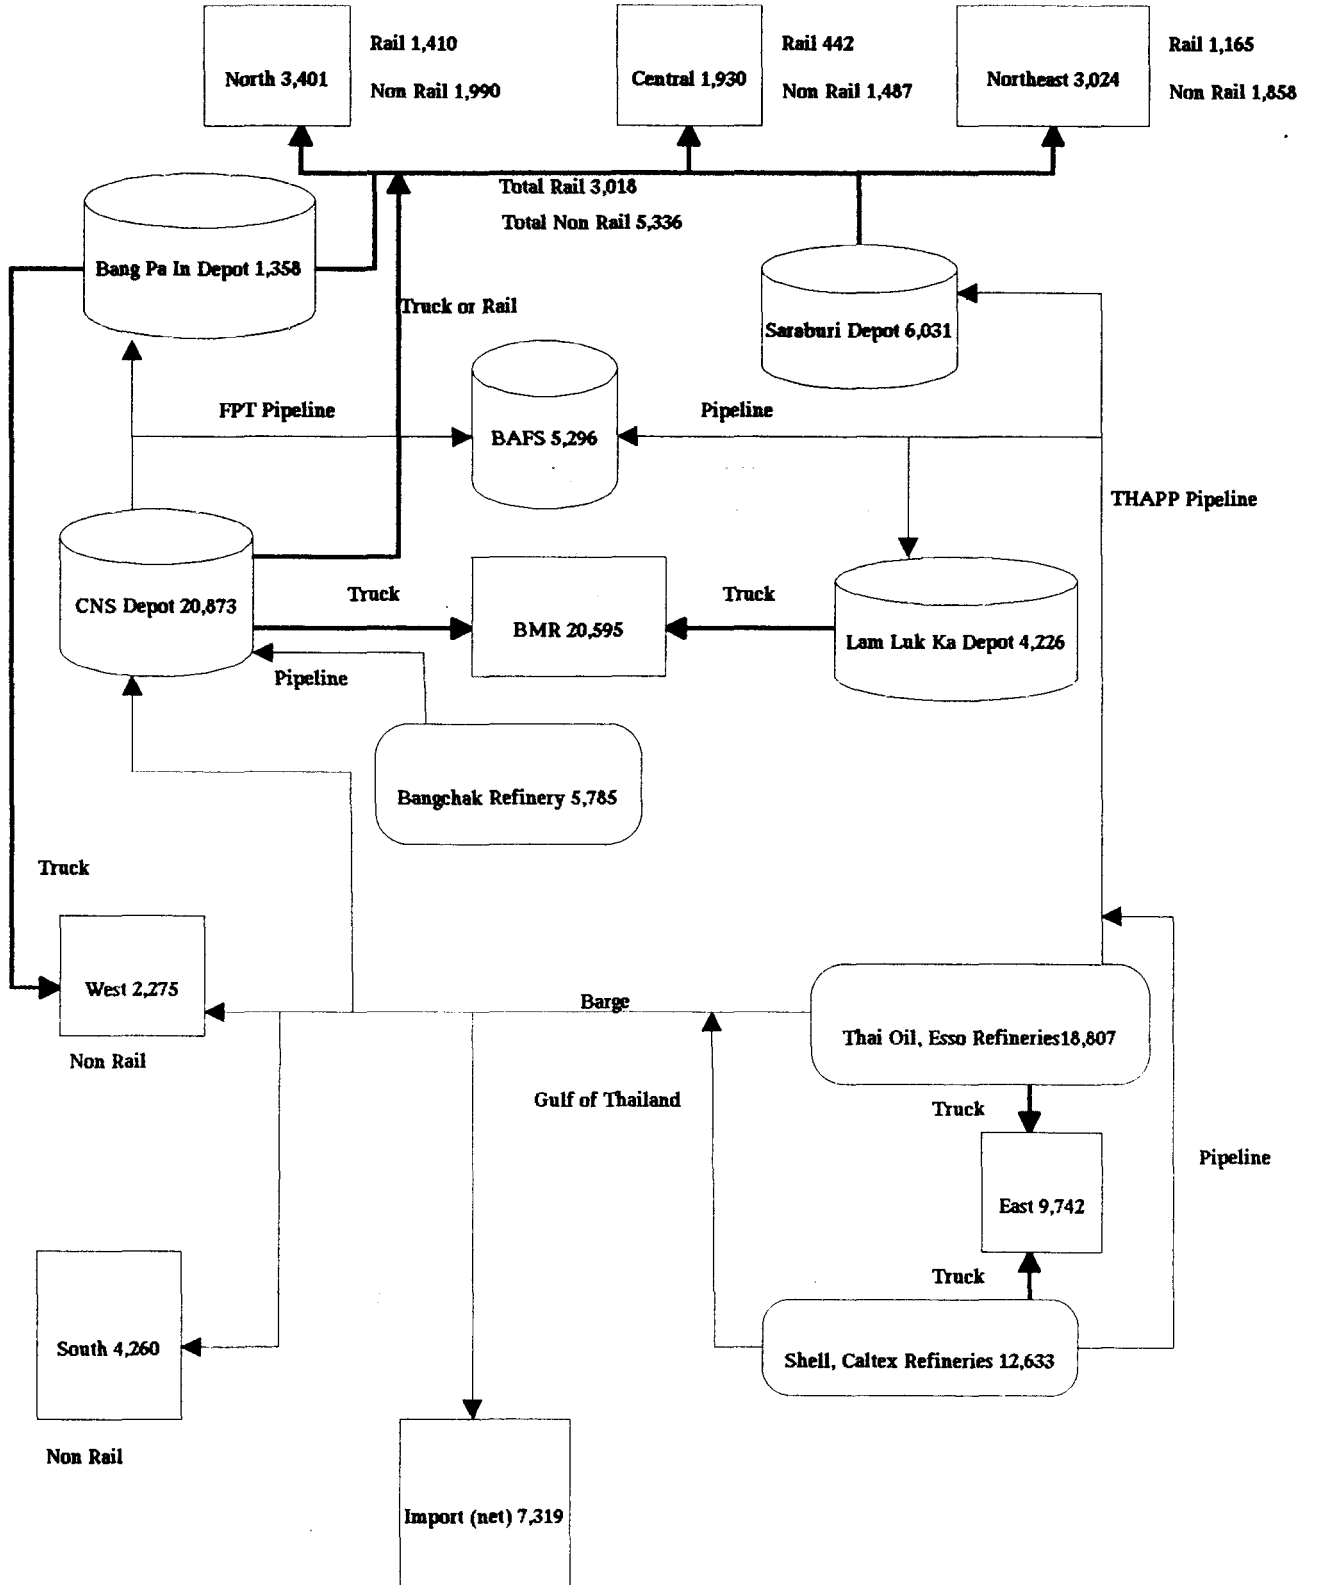 Rail 1,410
North 3,401
Non Rail 1,990
Rail 442
Central 1,930
Non Rail 1,487
Rail 1,165
Northeast 3,024
Non Rail 1,858
Total Rail 3,018
Total Non Rail 5,336
Bang Pa In Depot 1,358
Truck or Rail
Saraburi Depot 6,031
FPT Pipeline
Pipeline
BAFS 5,296
THAPP Pipeline
CNS Depot 20,873
Truck
BMR 20,595
Truck
Lam Luk Ka Depot 4,226
Pipeline
Bangchak Refinery 5,785
Truck
West 2,275
Non Rail
Barge
Thai Oil, Esso Refineries18,807
Gulf of Thailand
Truck
Pipeline
East 9,742
Truck
South 4,260
Shell, Caltex Refineries 12,633
Non Rail
Import (net) 7,319